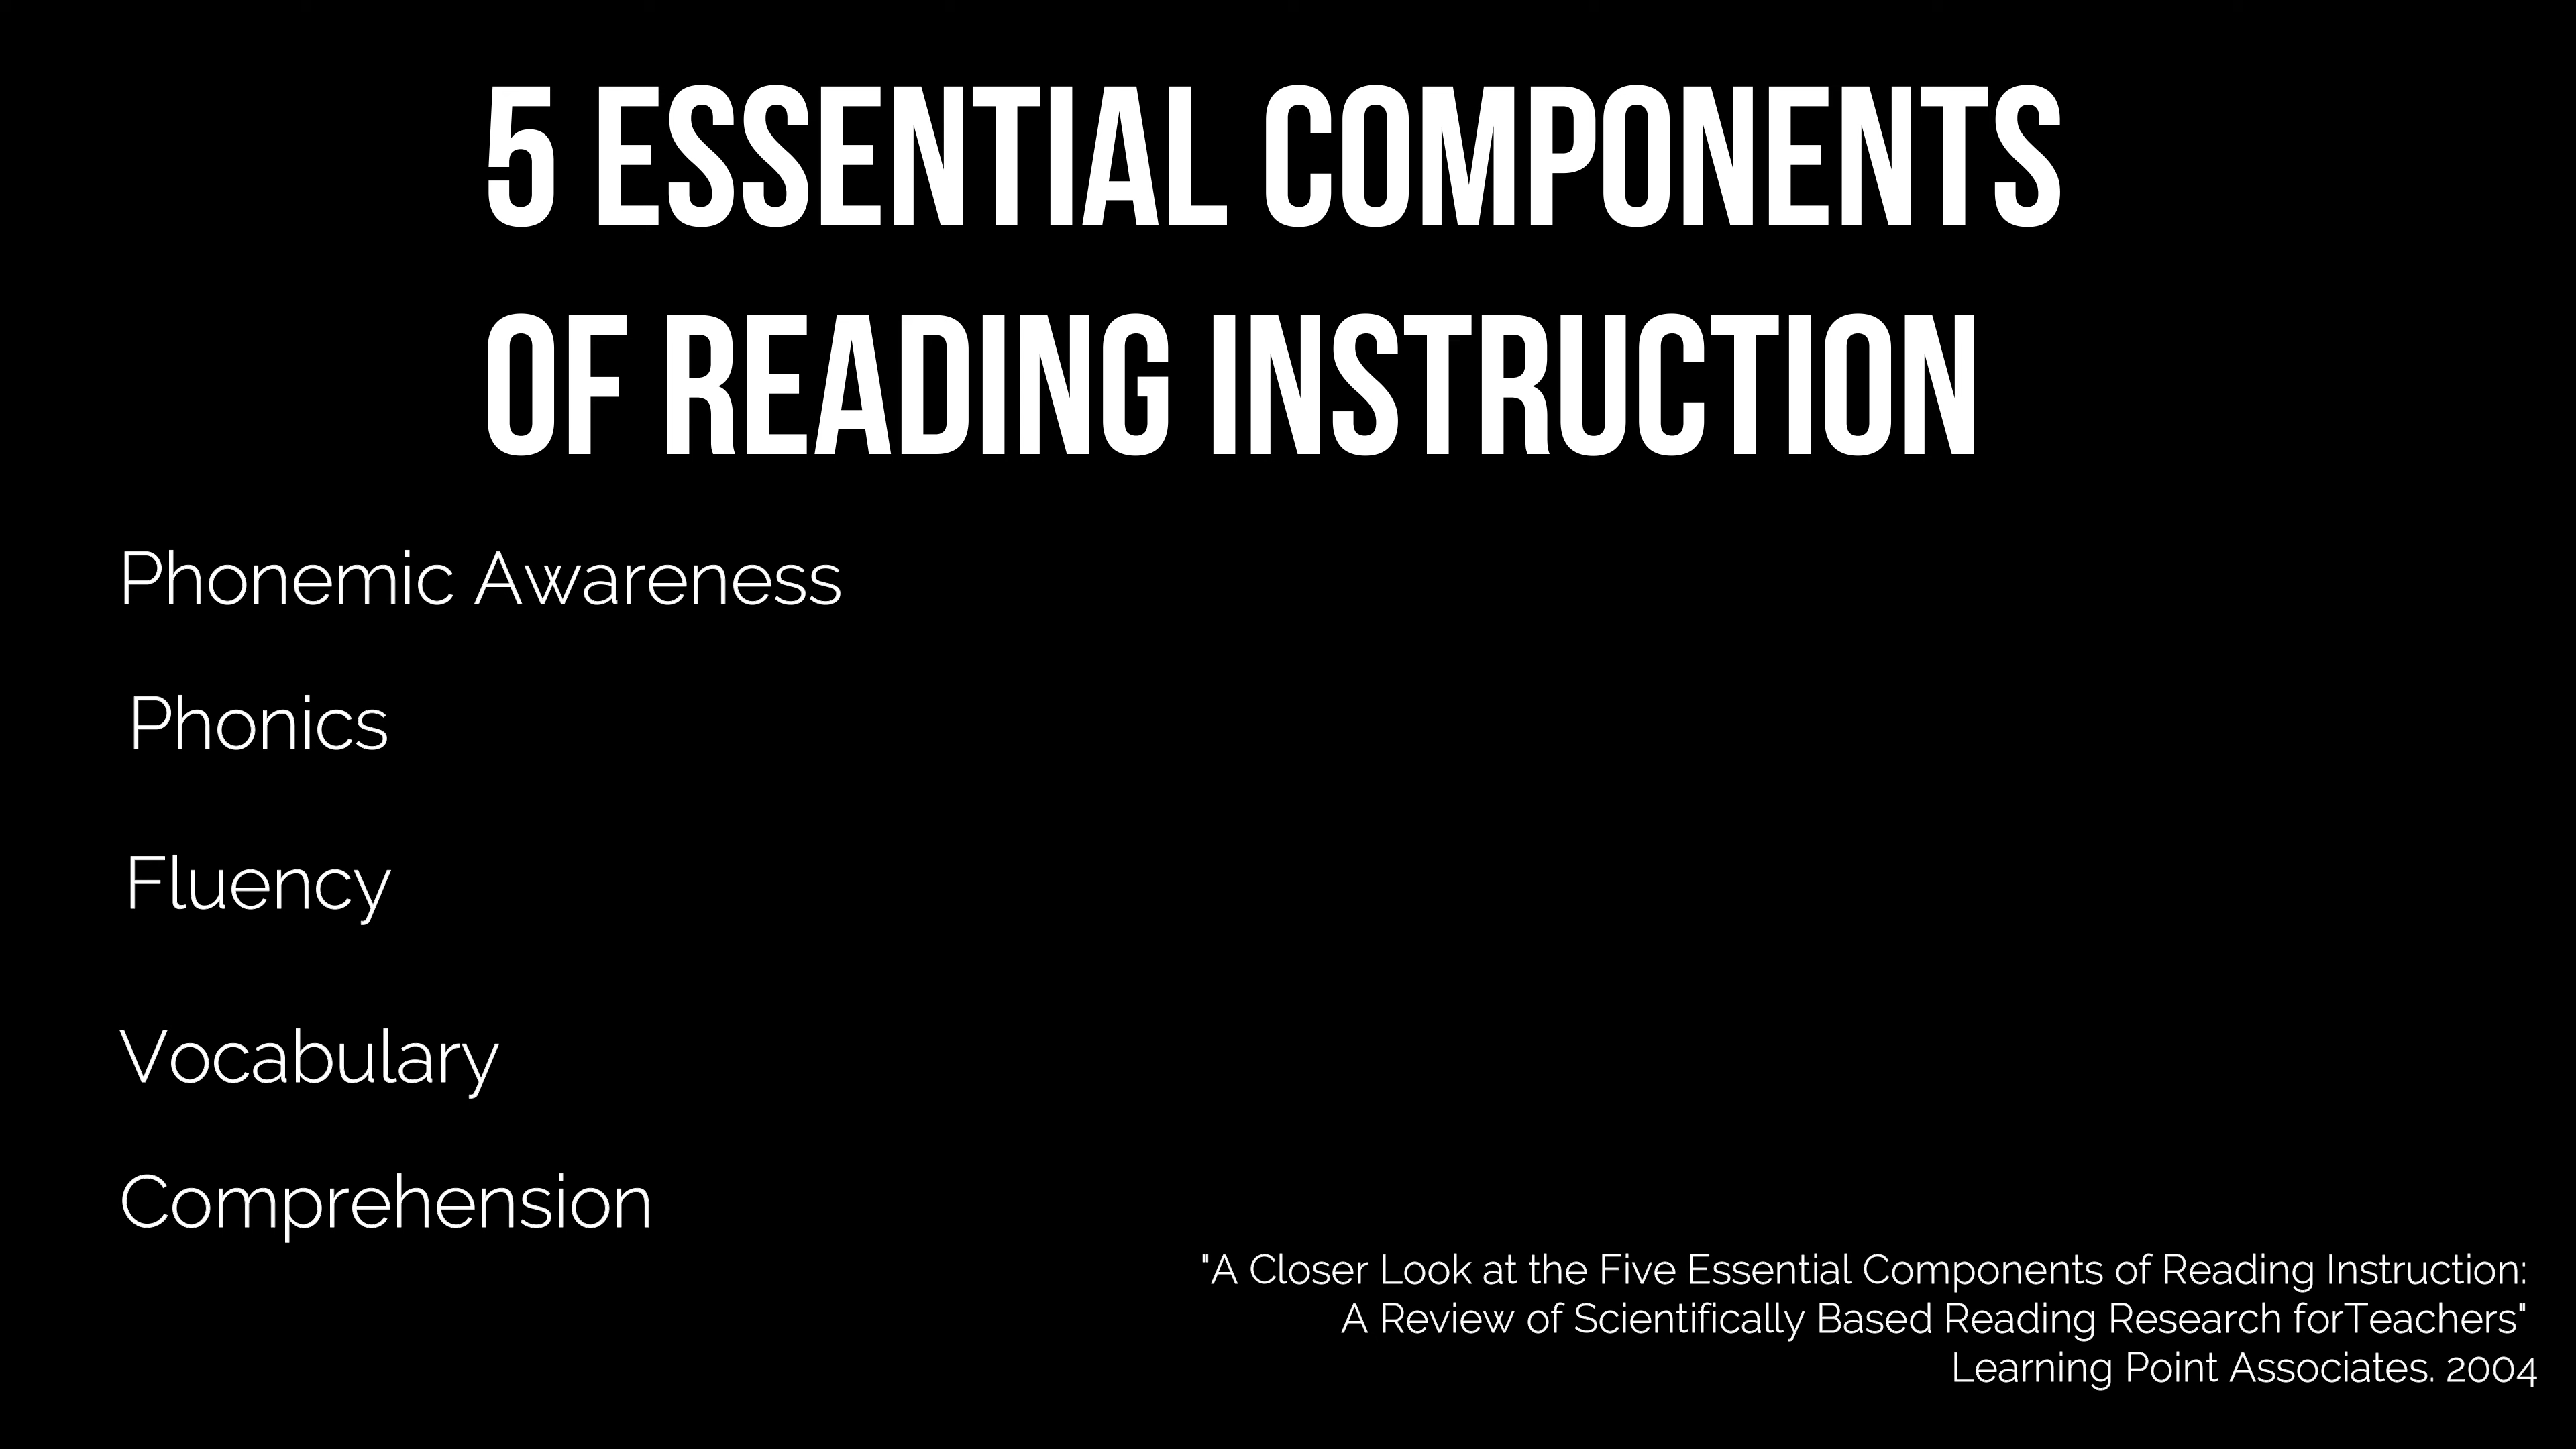 5 ESSENTIAL COMPONENTS
OF READING INSTRUCTION
Phonemic Awareness
Phonics
Fluency
Vocabulary
Comprehension
"A Closer Look at the Five Essential Components of Reading Instruction:
A Review of Scientifically Based Reading Research forTeachers"
Learning Point Associates. 2004